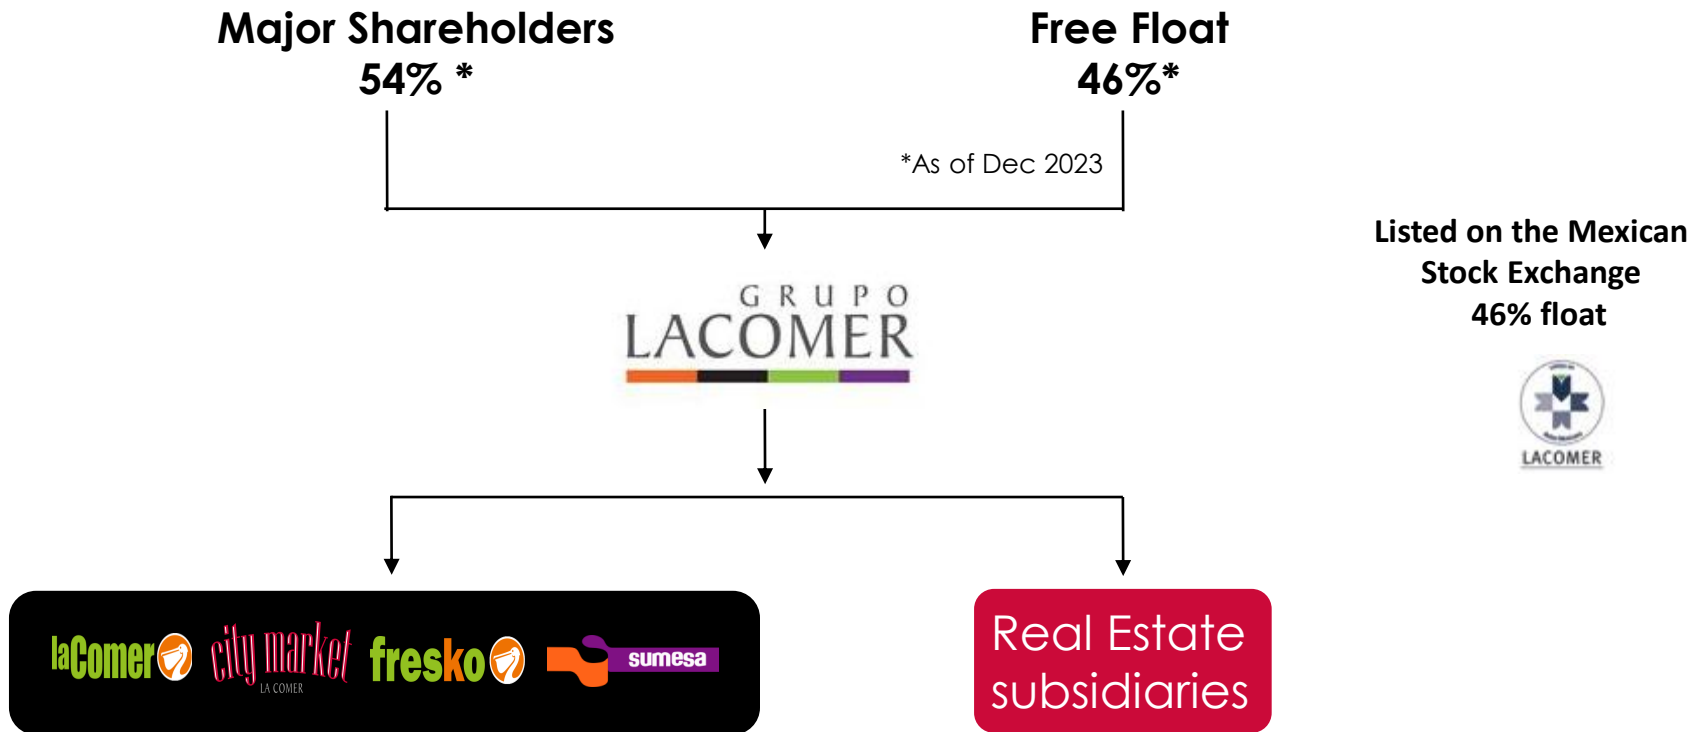 Major Shareholders
54% *
Free Float
46%*
*As of Dec 2023
Listed on the Mexican
Stock Exchange
46% float
GRUPO
LACOMER
LACOMER
laComer
city market
LA COMER
fresko
sumesa
Real Estate
subsidiaries